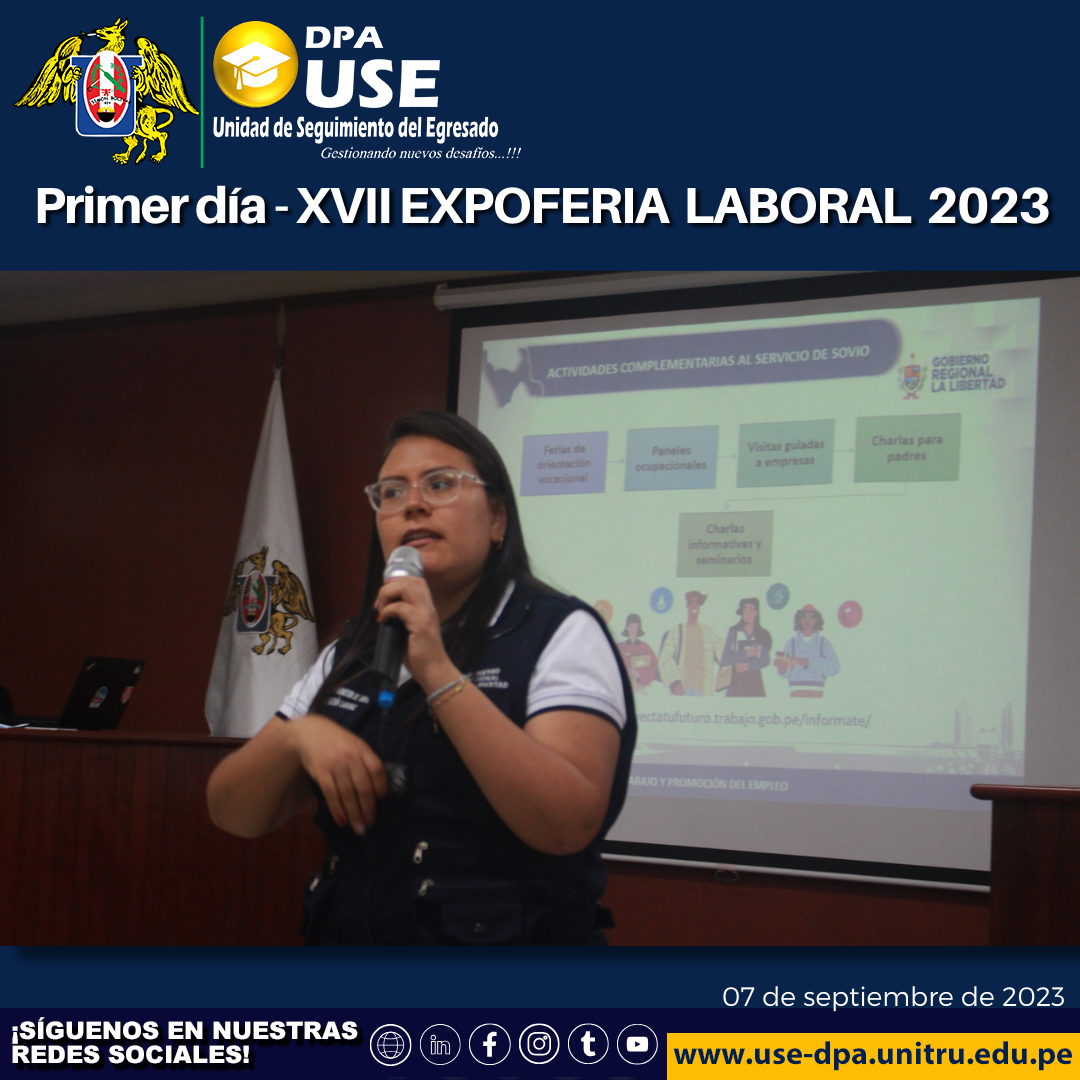 DPA
USE
Unidad de Seguimiento del Egresado
Gestionando nuevos desafíos...!!!
Primer día - XVII EXPOFERIA LABORAL 2023
ACTIVIDADES COMPLEMENTARIAS AL SERVICIO DE SOVIO
GOBIERNO
REGIONAL
LA LIBERTAD
Ferias de
orientación
vocacional
Paneles
ocupacionales
Visitas guiadas
a empresas
Charlas para
padres
Charlas
informativas y
seminarios
yectatufuturo.trabajo.gob.pe/informate/
ABAJO Y PROMOCIÓN DEL EMPLEO
07 de septiembre de 2023
¡SÍGUENOS EN NUESTRAS
REDES SOCIALES!
www.use-dpa.unitru.edu.pe